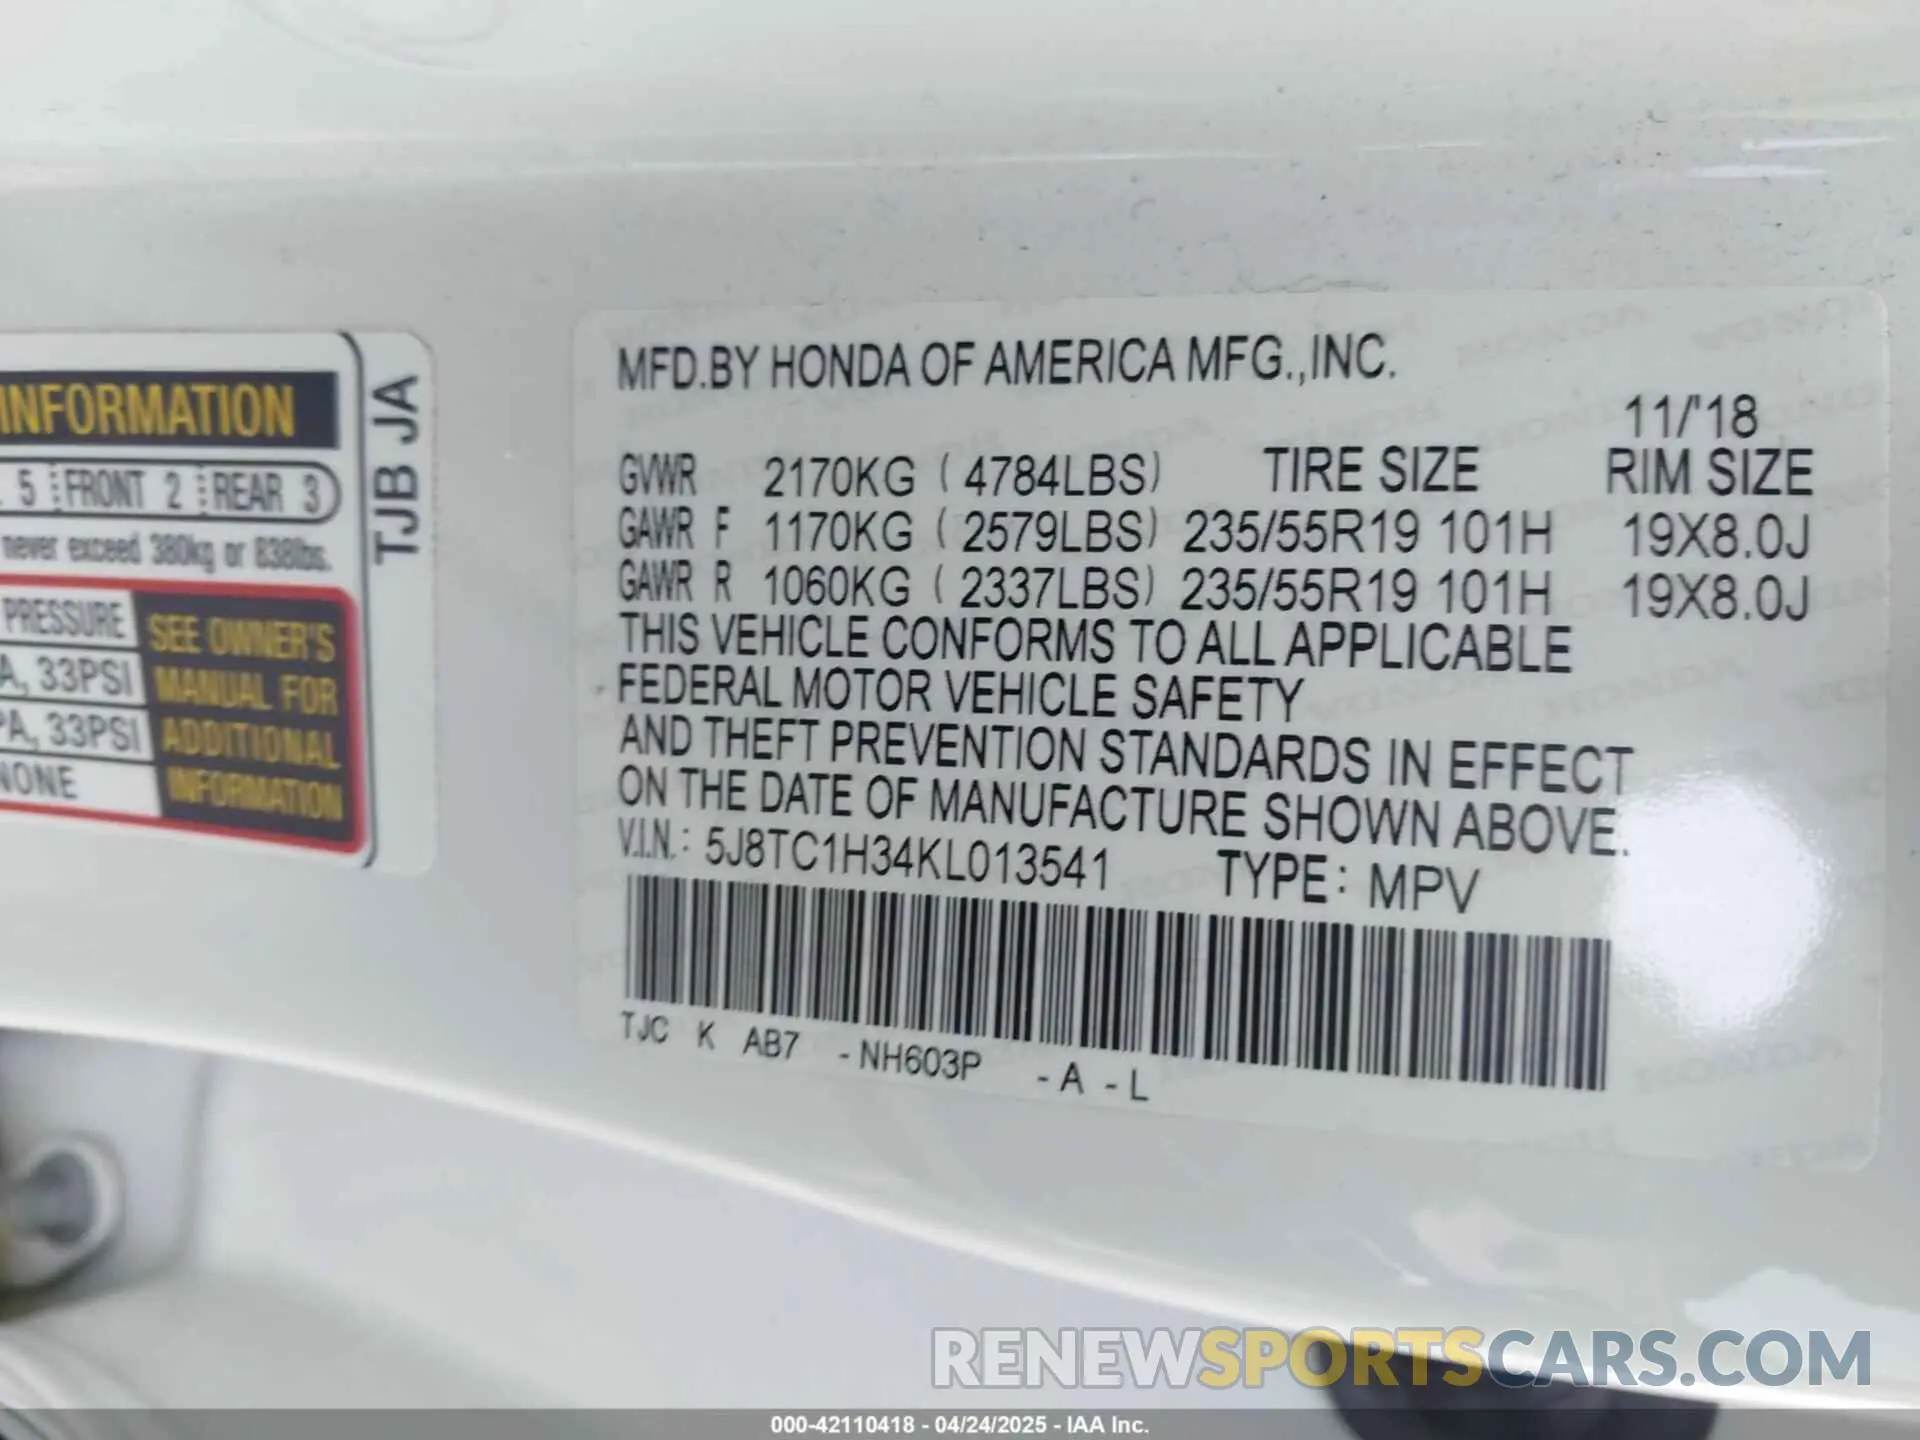 INFORMATION
5 FRONT 2 REAR 3
never exceed 380kg or 838lbs.
PRESSURE
A, 33PSI
PA, 33PSI
NONE
SEE OWNER'S
MANUAL FOR
ADDITIONAL
INFORMATION
TJB JA
MFD.BY HONDA OF AMERICA MFG.,INC.
11/'18
GVWR 2170KG ( 4784LBS) TIRE SIZE RIM SIZE
GAWR F 1170KG ( 2579LBS) 235/55R19 101H 19X8.0J
GAWR R 1060KG ( 2337LBS) 235/55R19 101H 19X8.0J
THIS VEHICLE CONFORMS TO ALL APPLICABLE
FEDERAL MOTOR VEHICLE SAFETY
AND THEFT PREVENTION STANDARDS IN EFFECT
ON THE DATE OF MANUFACTURE SHOWN ABOVE.
V.I.N.: 5J8TC1H34KL013541 TYPE: MPV
TJC K AB7 -NH603P -A -L
RENEWSPORTSCARS.COM
000-42110418 - 04/24/2025 - IAA Inc.